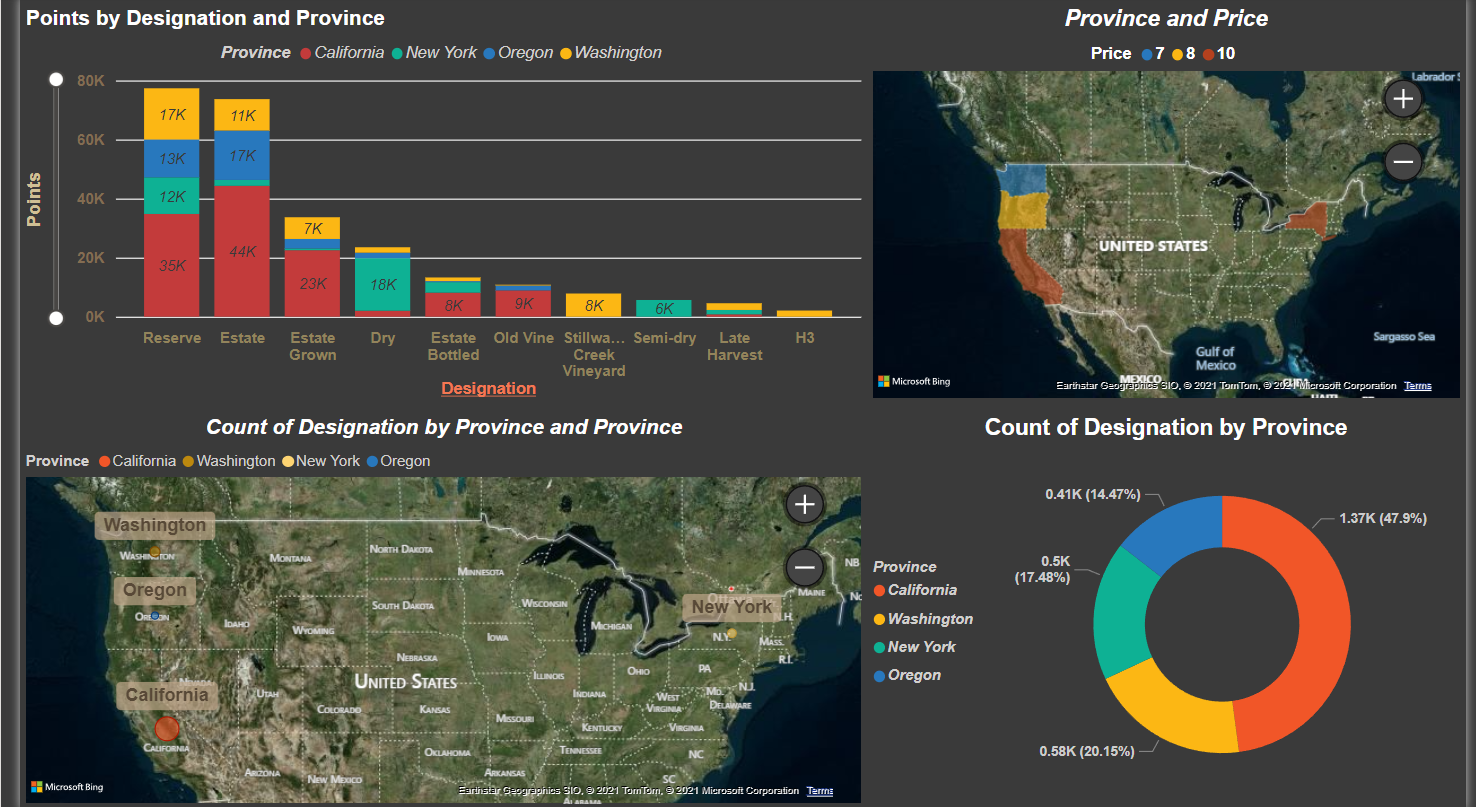 Points by Designation and Province
Province California New York Oregon Washington
Points
80K
60K
40K
20K
0K
17K
13K
12K
35K
11K
17K
44K
7K
23K
18K
8K
9K
8K
6K
Reserve
Estate
Estate
Grown
Dry
Estate
Bottled
Old Vine
Stillwa...
Creek
Vineyard
Semi-dry
Late
Harvest
H3
Designation
Province and Price
Price 7 8 10
Labrador S
+
−
UNITED STATES
Sargasso Sea
Gulf of
Mexico
MEXICO
CUBA
HAITI
Microsoft Bing
Earthstar Geographics SIO, © 2021 TomTom, © 2021 Microsoft Corporation Terms
Count of Designation by Province and Province
Province California Washington New York Oregon
+
−
Washington
WASHINGTON
MONTANA
NORTH DAKOTA
MINNESOTA
NB
Oregon
OREGON
IDAHO
SOUTH DAKOTA
WISCONSIN
Ottawa
MAINE
New York
N.H.
WYOMING
MICHIGAN
N.Y.
MASS.
IOWA
NEBRASKA
R.I.
OHIO
PA
UNITED STATES
ILLINOIS
California
NEVADA
UTAH
INDIANA
WEST
VIRGINIA
MD.
N.J.
DELAWARE
COLORADO
KANSAS
MISSOURI
KENTUCKY
VIRGINIA
CALIFORNIA
OKLAHOMA
TENNESSEE
NC
ARIZONA
NEW MEXICO
ARKANSAS
SC
ALABAMA
Microsoft Bing
Earthstar Geographics SIO, © 2021 TomTom, © 2021 Microsoft Corporation Terms
Count of Designation by Province
Province
California
Washington
New York
Oregon
0.41K (14.47%)
1.37K (47.9%)
0.5K
(17.48%)
0.58K (20.15%)